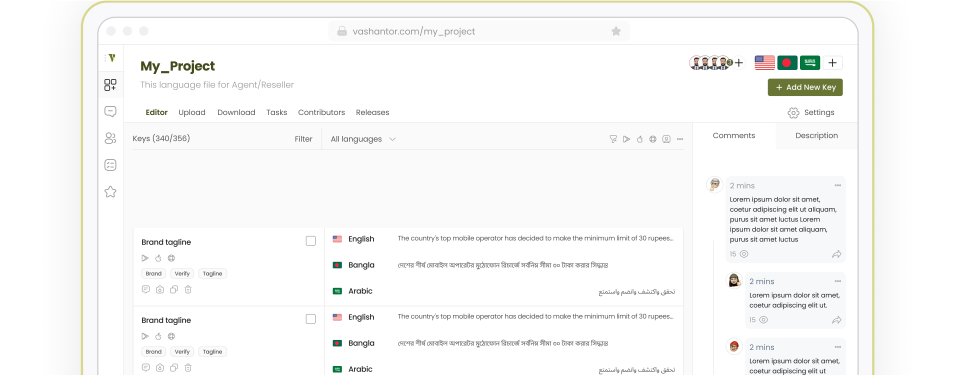 vashantor.com/my_project
My_Project
This language file for Agent/Reseller
Add New Key
Editor Upload Download Tasks Contributors Releases
Settings
Keys (340/356) Filter All languages
Comments Description
2 mins
Lorem ipsum dolor sit amet,
coetur adipiscing elit ut aliquam,
purus sit amet luctus Lorem
ipsum dolor sit amet aliquam,
purus sit amet luctus
15
2 mins
Lorem ipsum dolor sit amet,
coetur adipiscing elit ut.
15
2 mins
Lorem ipsum dolor sit amet,
coetur adipiscing elit ut
Brand tagline
Brand Verify Tagline
English The country's top mobile operator has decided to make the minimum limit of 30 rupees...
Bangla দেশের শীর্ষ মোবাইল অপারেটর মুঠোফোন রিচার্জে সর্বনিম্ন সীমা ৩০ টাকা করার সিদ্ধান্ত
Arabic تحقق واكتشف وانضم واستمتع
Brand tagline
Brand Verify Tagline
English The country's top mobile operator has decided to make the minimum limit of 30 rupees...
Bangla দেশের শীর্ষ মোবাইল অপারেটর মুঠোফোন রিচার্জে সর্বনিম্ন সীমা ৩০ টাকা করার সিদ্ধান্ত
Arabic تحقق واكتشف وانضم واستمتع